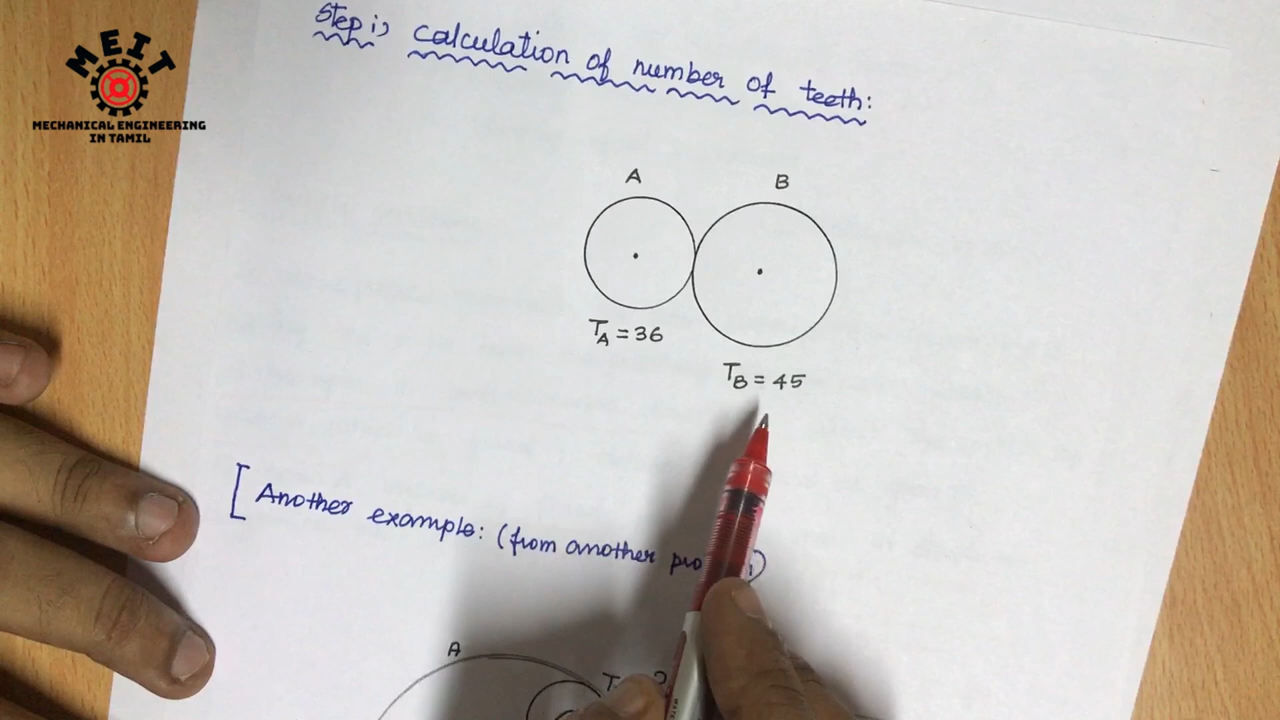 MEIT
MECHANICAL ENGINEERING
IN TAMIL
Step i) Calculation of number of teeth:
A
B
TA = 36
TB = 45
[ Another example: (from another
A